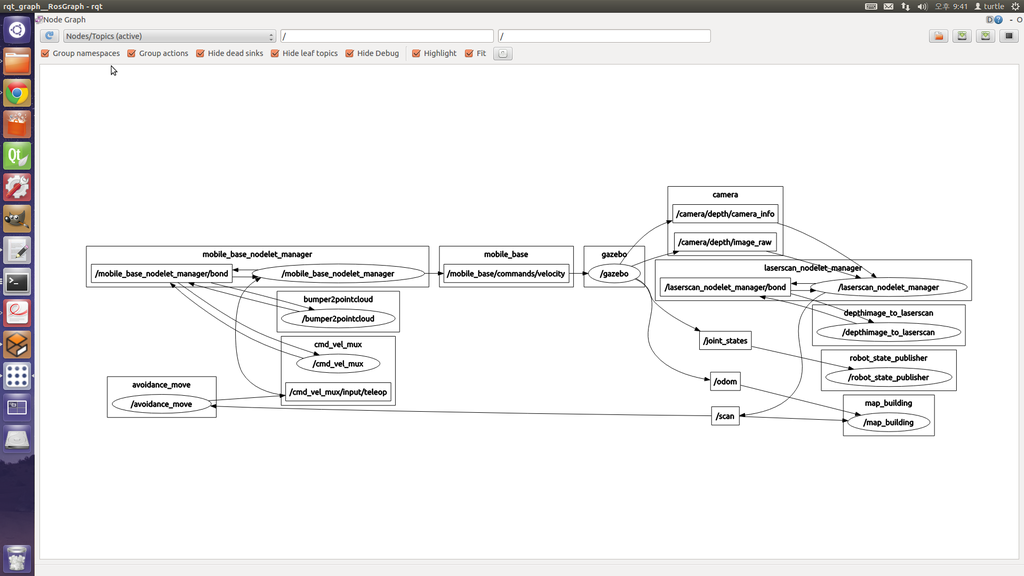 rqt_graph__RosGraph - rqt
오후 9:41 turtle
Node Graph
D ? - O
Nodes/Topics (active) / /
Group namespaces Group actions Hide dead sinks Hide leaf topics Hide Debug Highlight Fit
camera
/camera/depth/camera_info
/camera/depth/image_raw
mobile_base_nodelet_manager
/mobile_base_nodelet_manager/bond
/mobile_base_nodelet_manager
mobile_base
/mobile_base/commands/velocity
gazebo
/gazebo
laserscan_nodelet_manager
/laserscan_nodelet_manager/bond
/laserscan_nodelet_manager
bumper2pointcloud
/bumper2pointcloud
depthimage_to_laserscan
/depthimage_to_laserscan
cmd_vel_mux
/cmd_vel_mux
/cmd_vel_mux/input/teleop
/joint_states
robot_state_publisher
/robot_state_publisher
avoidance_move
/avoidance_move
/odom
/scan
map_building
/map_building
Qt